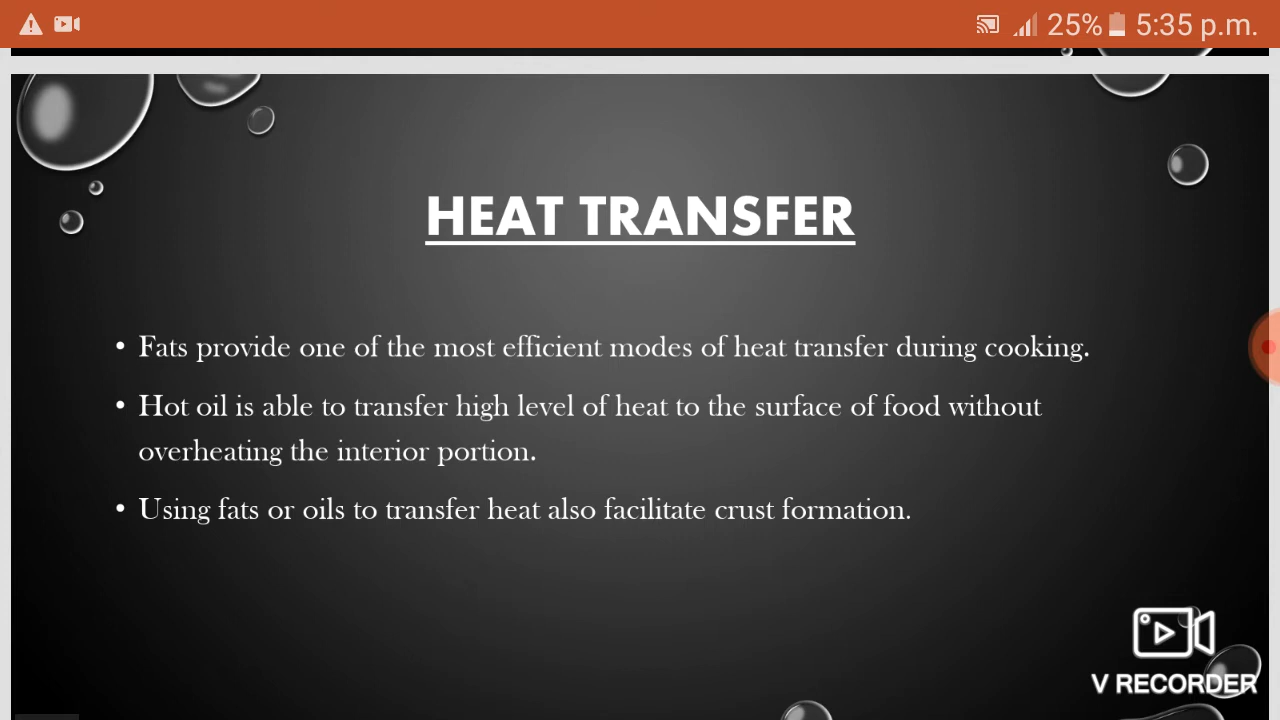 25% 5:35 p.m.
HEAT TRANSFER
• Fats provide one of the most efficient modes of heat transfer during cooking.
• Hot oil is able to transfer high level of heat to the surface of food without
overheating the interior portion.
• Using fats or oils to transfer heat also facilitate crust formation.
V RECORDER